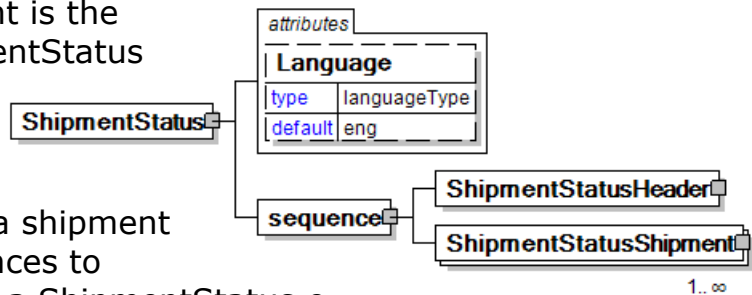 nt is the
entStatus
attributes
Language
type languageType
default eng
ShipmentStatus
a shipment
nces to
sequence
ShipmentStatusHeader
ShipmentStatusShipment
1..∞
a ShipmentStatus